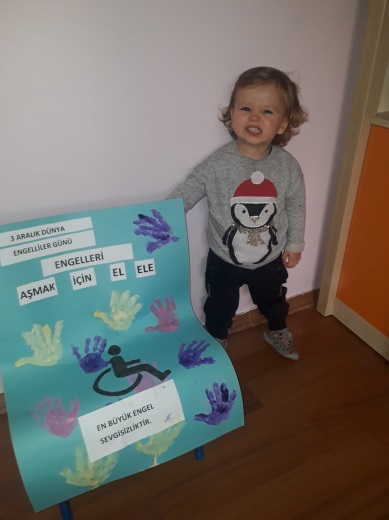 3 ARALIK DÜNYA
ENGELLİLER GÜNÜ
ENGELLERİ
AŞMAK İÇİN EL ELE
EN BÜYÜK ENGEL
SEVGİSİZLİKTİR.